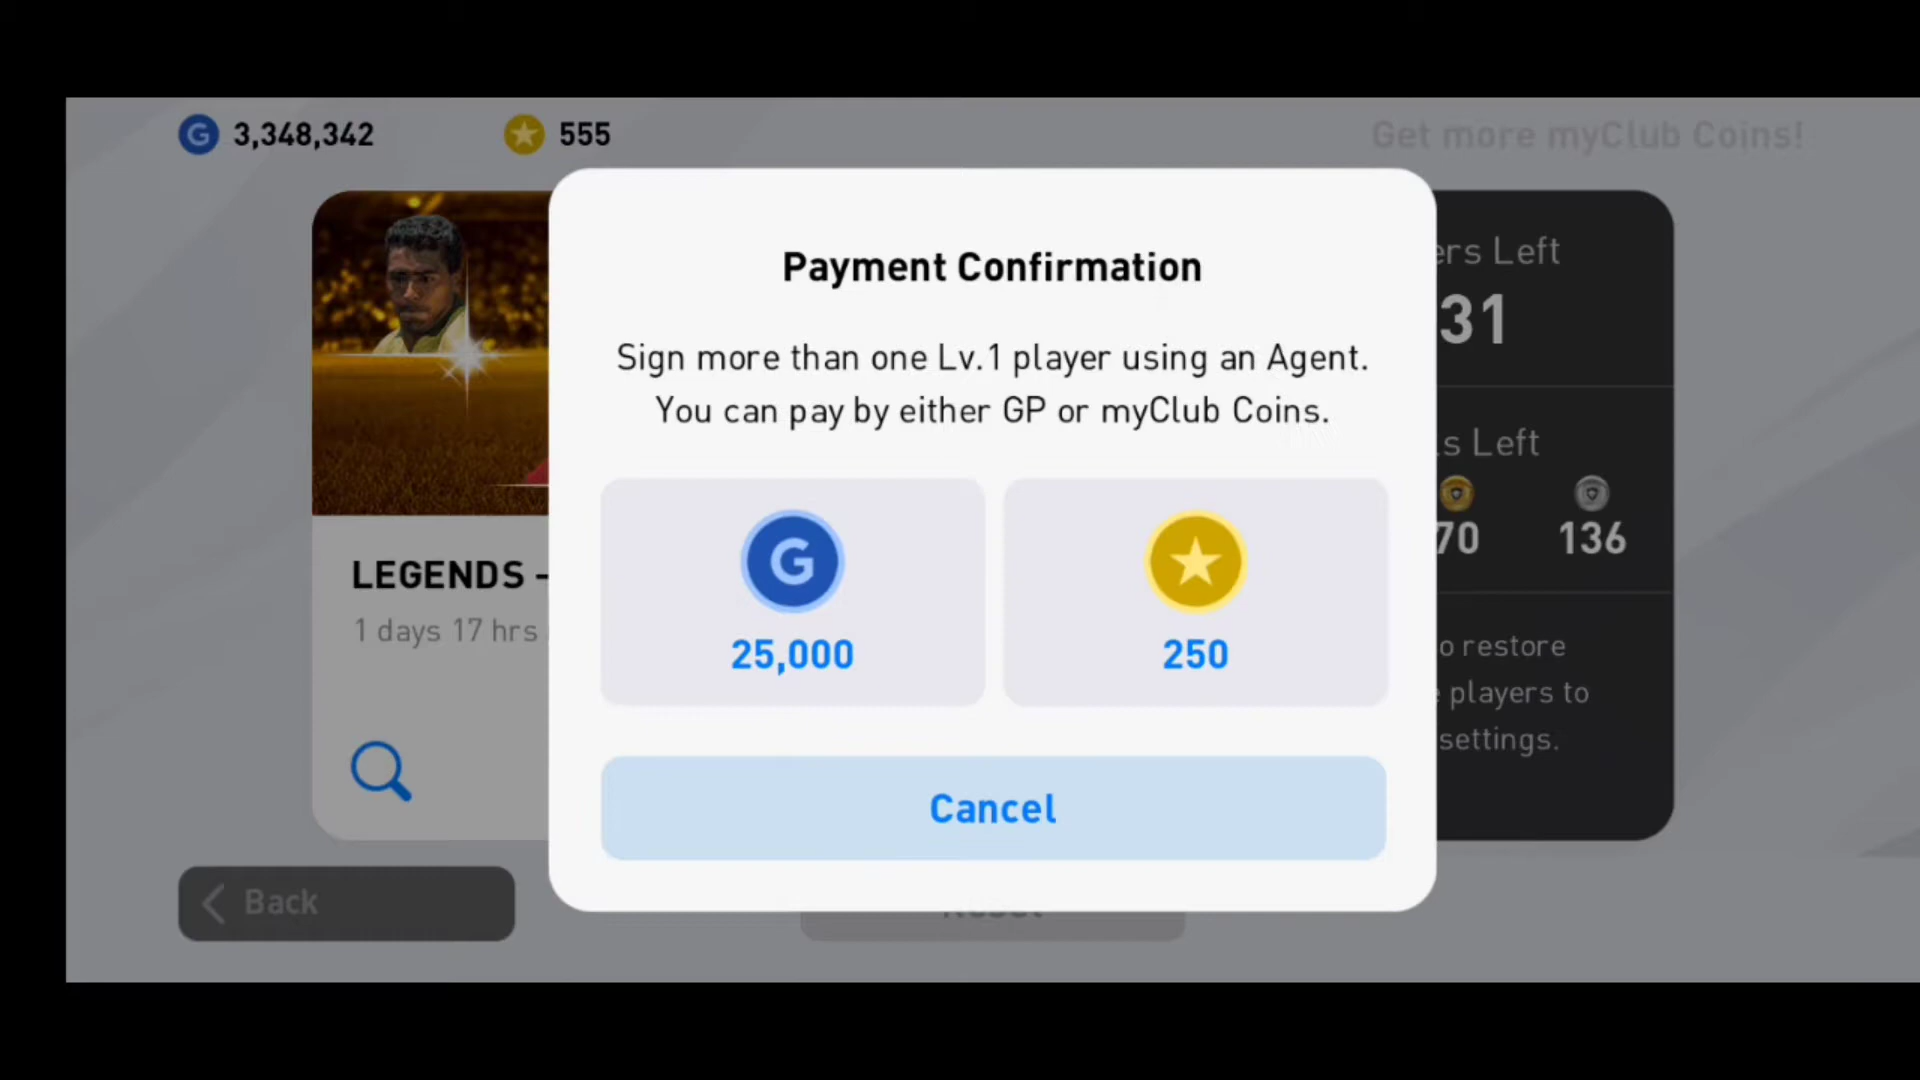 G 3,348,342
555
Get more myClub Coins!
Payment Confirmation
Sign more than one Lv.1 player using an Agent.
You can pay by either GP or myClub Coins.
G
25,000
250
Cancel
LEGENDS -
1 days 17 hrs
Left
31
Left
70
136
restore
players to
settings.
Back